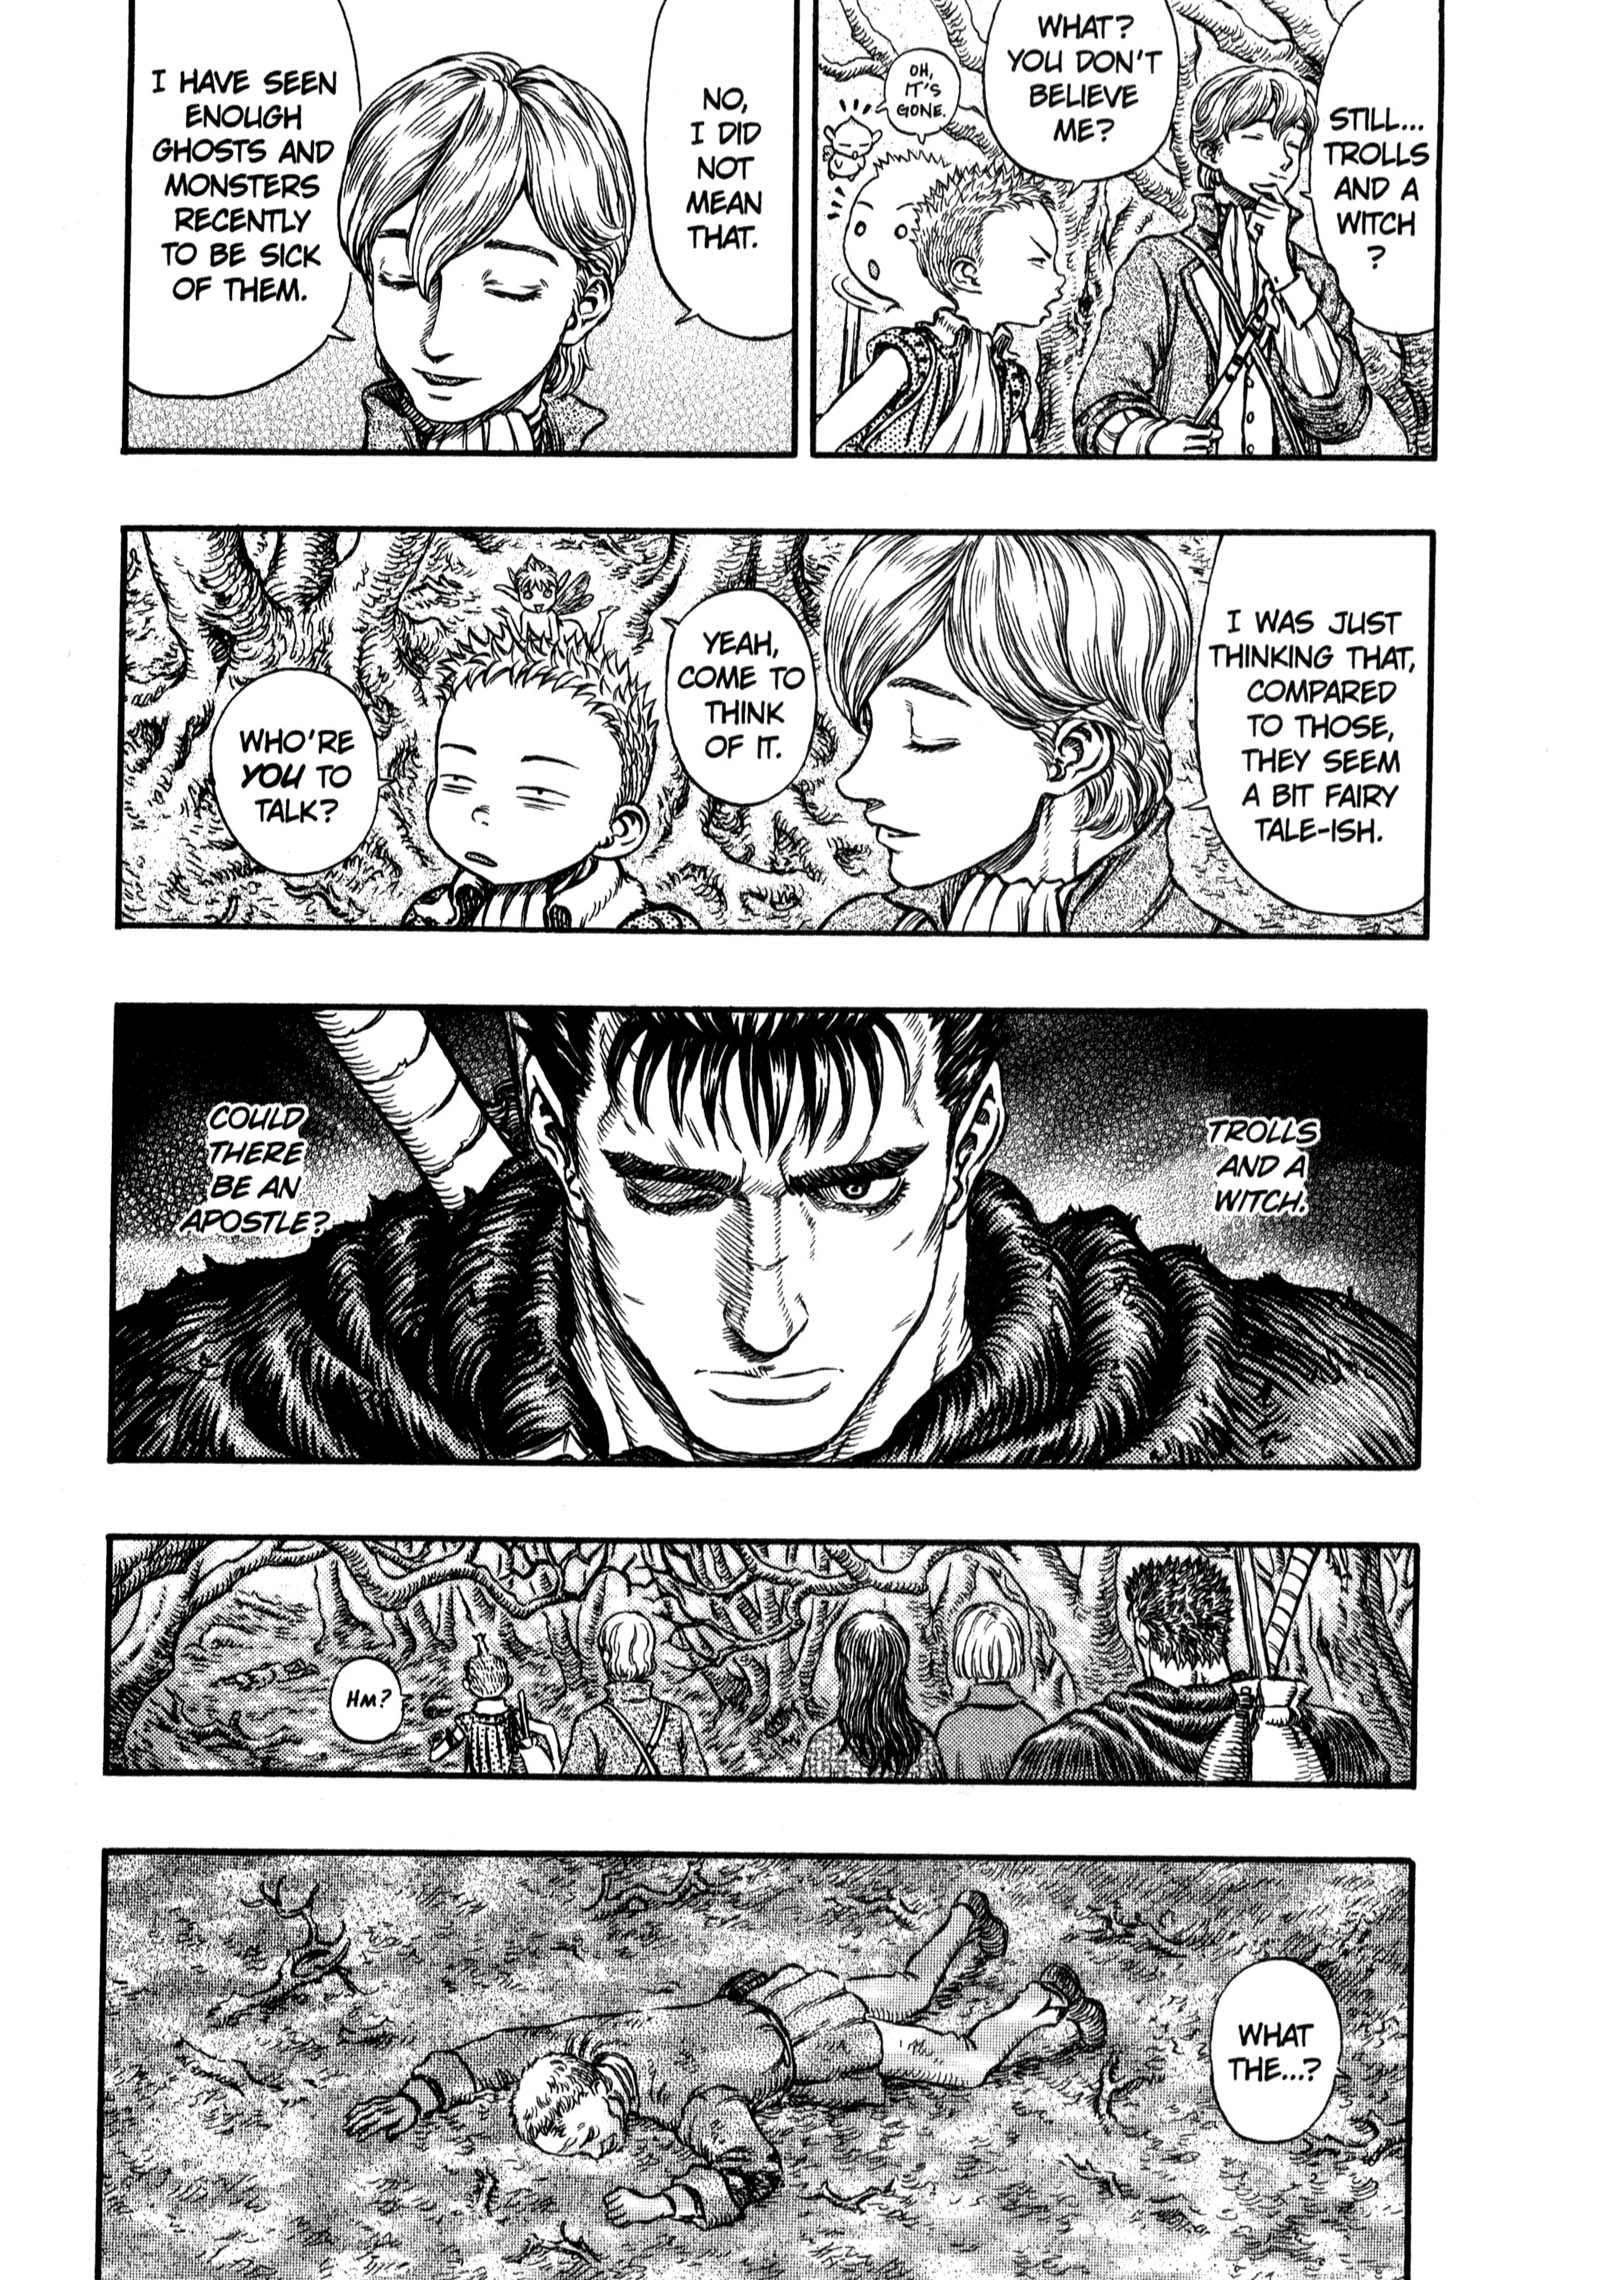 STILL...
TROLLS
AND A
WITCH
?
WHAT?
YOU DON'T
BELIEVE
ME?
OH,
IT'S
GONE.
NO,
I DID
NOT
MEAN
THAT.
I HAVE SEEN
ENOUGH
GHOSTS AND
MONSTERS
RECENTLY
TO BE SICK
OF THEM.
I WAS JUST
THINKING THAT,
COMPARED
TO THOSE,
THEY SEEM
A BIT FAIRY
TALE-ISH.
YEAH,
COME TO
THINK
OF IT.
WHO'RE
YOU TO
TALK?
TROLLS
AND A
WITCH.
COULD
THERE
BE AN
APOSTLE?
HM?
WHAT
THE...?